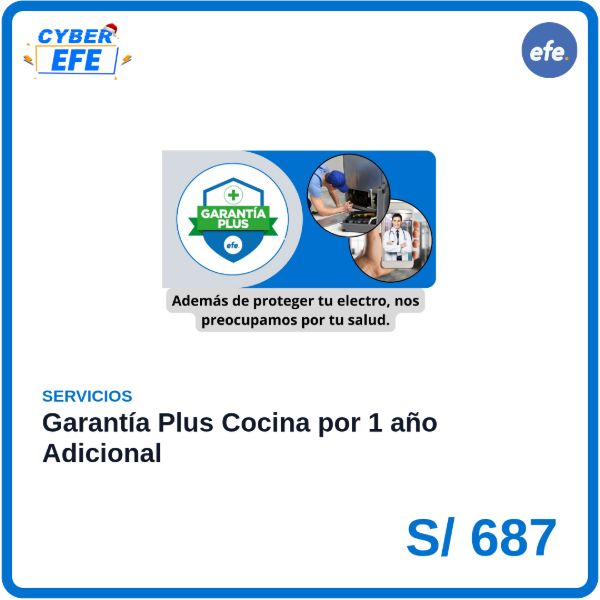 CYBER
EFE
efe.
GARANTÍA
PLUS
efe.
Además de proteger tu electro, nos
preocupamos por tu salud.
SERVICIOS
Garantía Plus Cocina por 1 año
Adicional
S/ 687